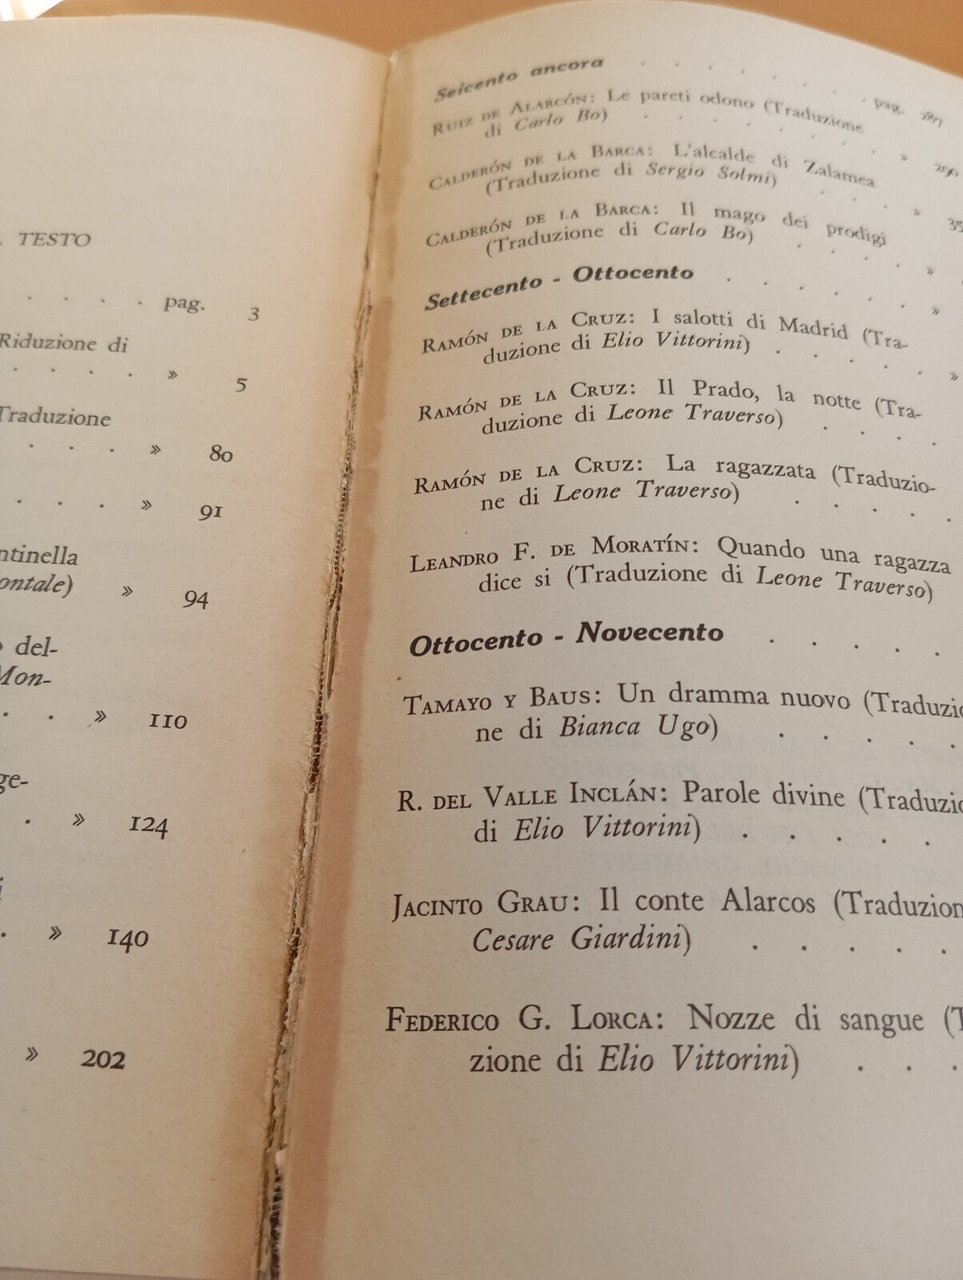 TESTO
. . . . pag. 3
Riduzione di
. . . . » 5
Traduzione
. . . » 80
. . . » 91
ntinella
ontale) » 94
del-
Mon-
. . » 110
ge-
. » 124
. » 140
» 202
Seicento ancora . . . . . . pag.
RUIZ DE ALARCÓN: Le pareti odono (Traduzione
di Carlo Bo) . . . . . . »
CALDERÓN DE LA BARCA: L'alcalde di Zalamea
(Traduzione di Sergio Solmi) . . . »
CALDERÓN DE LA BARCA: Il mago dei prodigi
(Traduzione di Carlo Bo) . . . »
Settecento - Ottocento . . . . . »
RAMÓN DE LA CRUZ: I salotti di Madrid (Tra-
duzione di Elio Vittorini) . . . . »
RAMÓN DE LA CRUZ: Il Prado, la notte (Tra-
duzione di Leone Traverso) . . .
RAMÓN DE LA CRUZ: La ragazzata (Traduzio-
ne di Leone Traverso) . . . .
LEANDRO F. DE MORATÍN: Quando una ragazza
dice si (Traduzione di Leone Traverso)
Ottocento - Novecento . . . . .
TAMAYO Y BAUS: Un dramma nuovo (Traduzio
ne di Bianca Ugo) . . . . .
R. DEL VALLE INCLÁN: Parole divine (Traduzio
di Elio Vittorini) . . . . .
JACINTO GRAU: Il conte Alarcos (Traduzion
Cesare Giardini) . . . . .
FEDERICO G. LORCA: Nozze di sangue (T
zione di Elio Vittorini) . . .